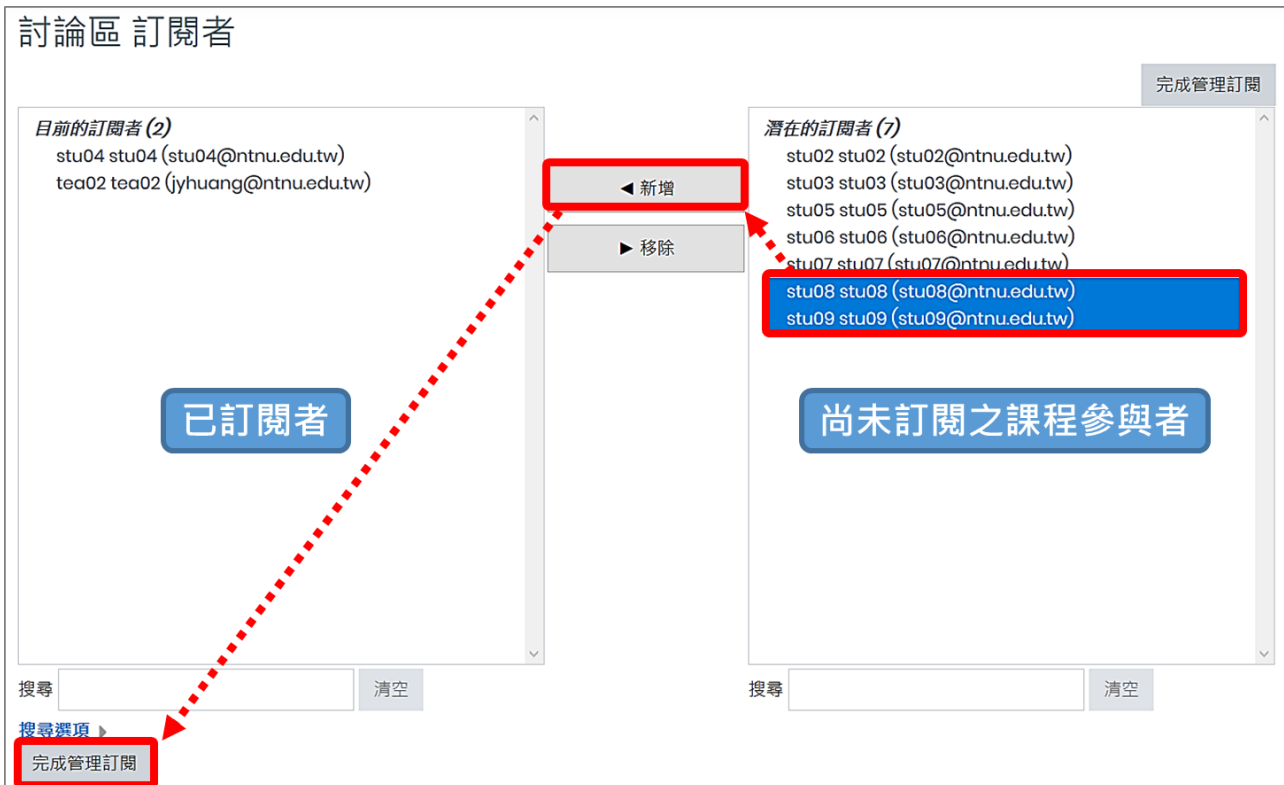 討論區 訂閱者
完成管理訂閱
目前的訂閱者 (2)
stu04 stu04 (stu04@ntnu.edu.tw)
tea02 tea02 (jyhuang@ntnu.edu.tw)
◀ 新增
▶ 移除
潛在的訂閱者 (7)
stu02 stu02 (stu02@ntnu.edu.tw)
stu03 stu03 (stu03@ntnu.edu.tw)
stu05 stu05 (stu05@ntnu.edu.tw)
stu06 stu06 (stu06@ntnu.edu.tw)
stu07 stu07 (stu07@ntnu.edu.tw)
stu08 stu08 (stu08@ntnu.edu.tw)
stu09 stu09 (stu09@ntnu.edu.tw)
已訂閱者
尚未訂閱之課程參與者
搜尋
清空
搜尋
清空
搜尋選項 ▶
完成管理訂閱